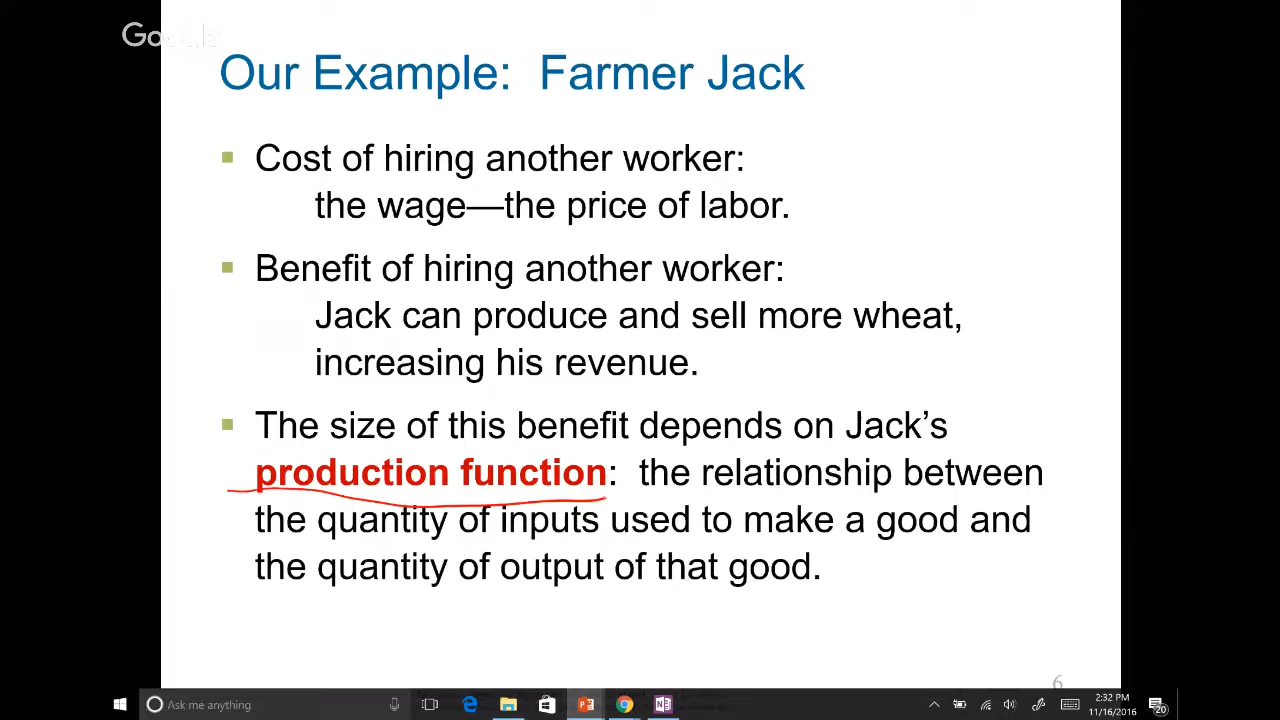 Our Example: Farmer Jack
▪ Cost of hiring another worker:
the wage—the price of labor.
▪ Benefit of hiring another worker:
Jack can produce and sell more wheat,
increasing his revenue.
▪ The size of this benefit depends on Jack’s
production function: the relationship between
the quantity of inputs used to make a good and
the quantity of output of that good.
6
Ask me anything
2:32 PM
11/16/2016
20